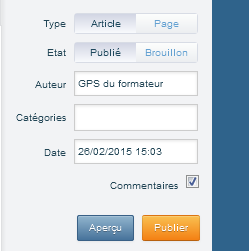 Type Article Page
Etat Publié Brouillon
Auteur GPS du formateur
Catégories
Date 26/02/2015 15:03
Commentaires
Aperçu Publier